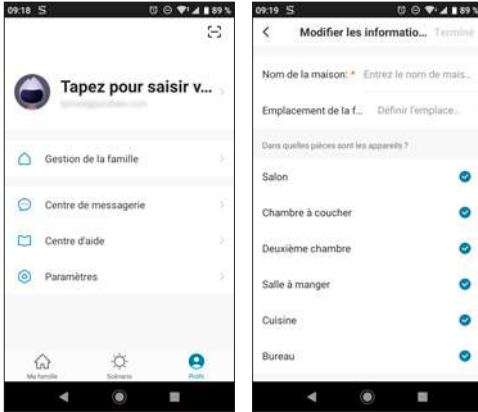 09:18 S 89 %
Tapez pour saisir v...
Gestion de la famille
Centre de messagerie
Centre d'aide
Paramètres
Ma famille Scénario Profil
09:19 S 89 %
Modifier les informatio... Terminé
Nom de la maison: * Entrez le nom de mais...
Emplacement de la f... Définir l'emplace...
Dans quelles pièces sont les appareils ?
Salon
Chambre à coucher
Deuxième chambre
Salle à manger
Cuisine
Bureau